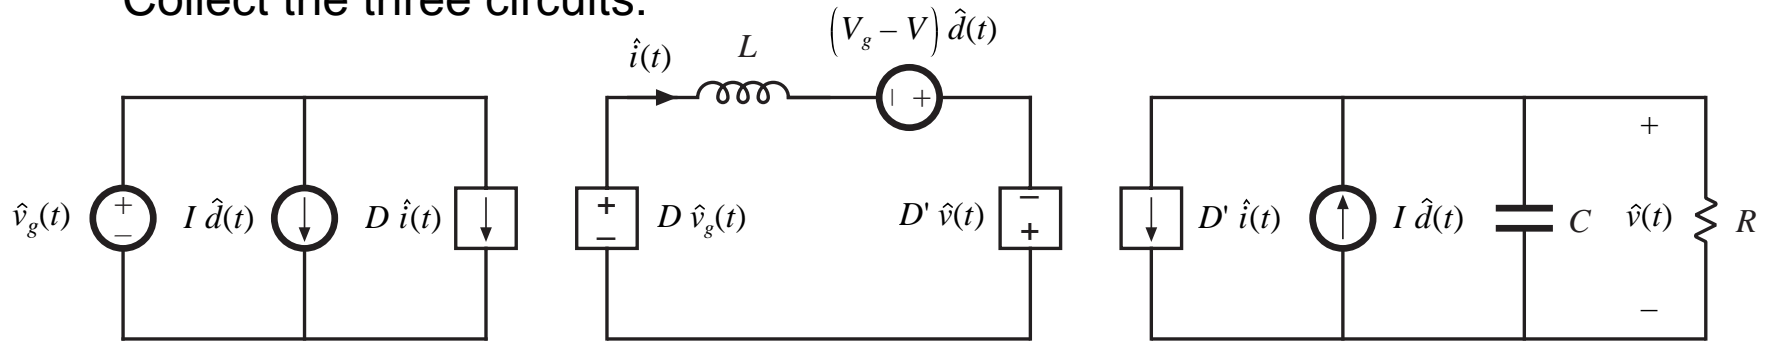 Collect the three circuits:
î(t)
L
(V_g – V) d̂(t)
v̂_g(t)
+
–
I d̂(t)
D î(t)
+
–
D v̂_g(t)
– +
D' v̂(t)
–
+
D' î(t)
I d̂(t)
C
+
v̂(t)
–
R